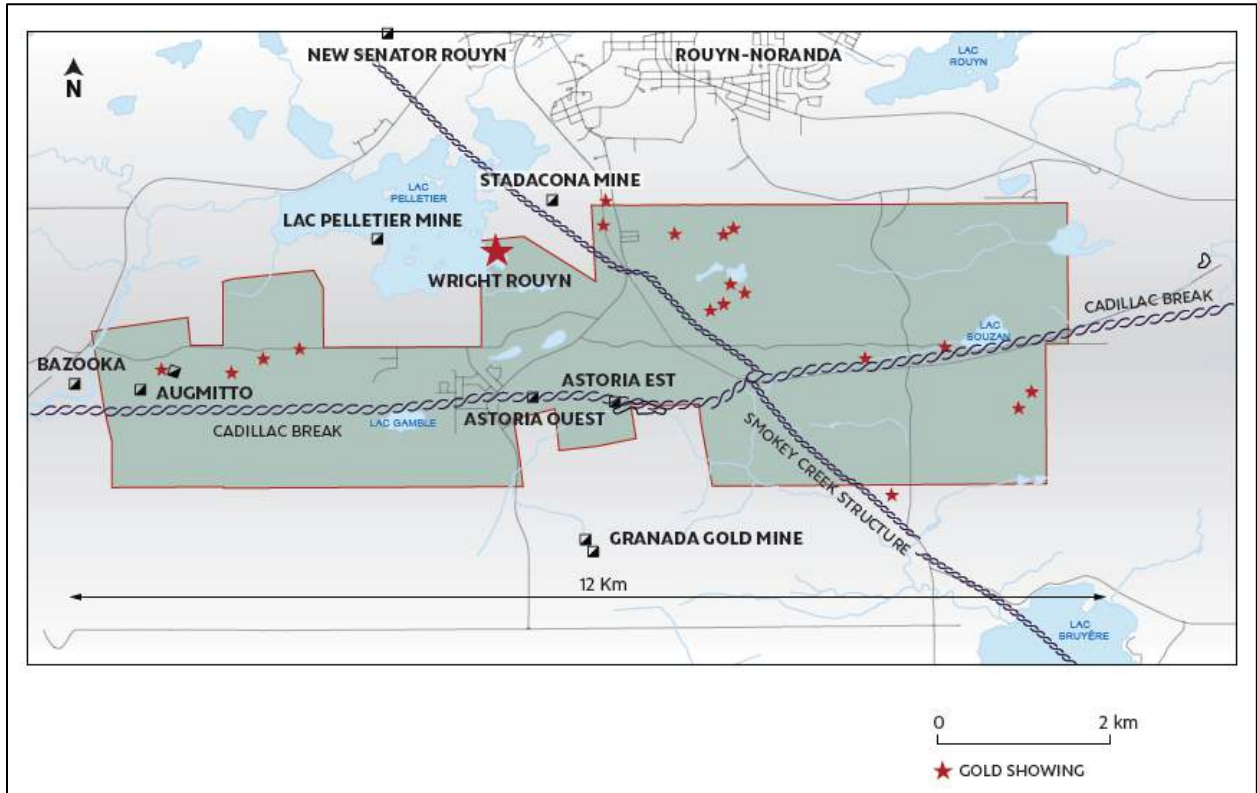 NEW SENATOR ROUYN
ROUYN-NORANDA
LAC
ROUYN
N
STADACONA MINE
LAC
PELLETIER
LAC PELLETIER MINE
WRIGHT ROUYN
CADILLAC BREAK
LAC
BOUZAN
BAZOOKA
AUGMITTO
ASTORIA EST
ASTORIA OUEST
LAC GAMBLE
CADILLAC BREAK
SMOKEY CREEK STRUCTURE
GRANADA GOLD MINE
12 Km
LAC
BRUYÈRE
0 2 km
GOLD SHOWING